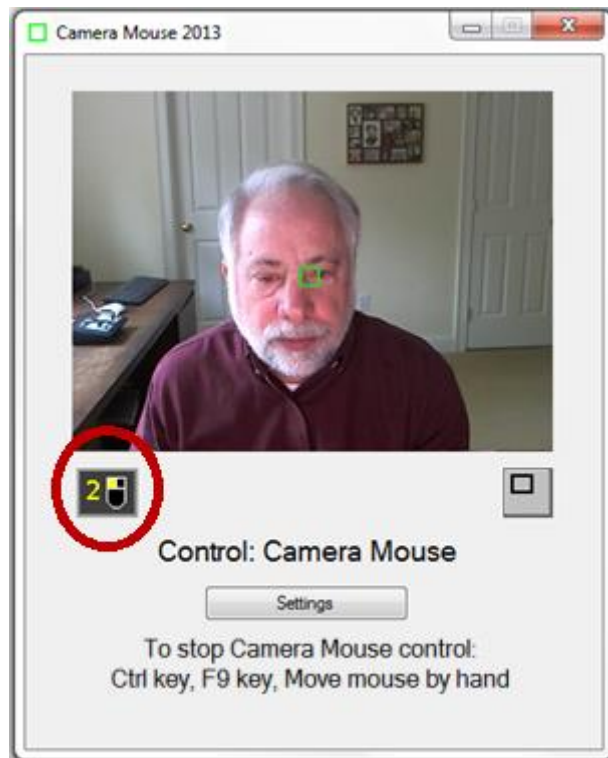 Camera Mouse 2013
2
Control: Camera Mouse
Settings
To stop Camera Mouse control:
Ctrl key, F9 key, Move mouse by hand